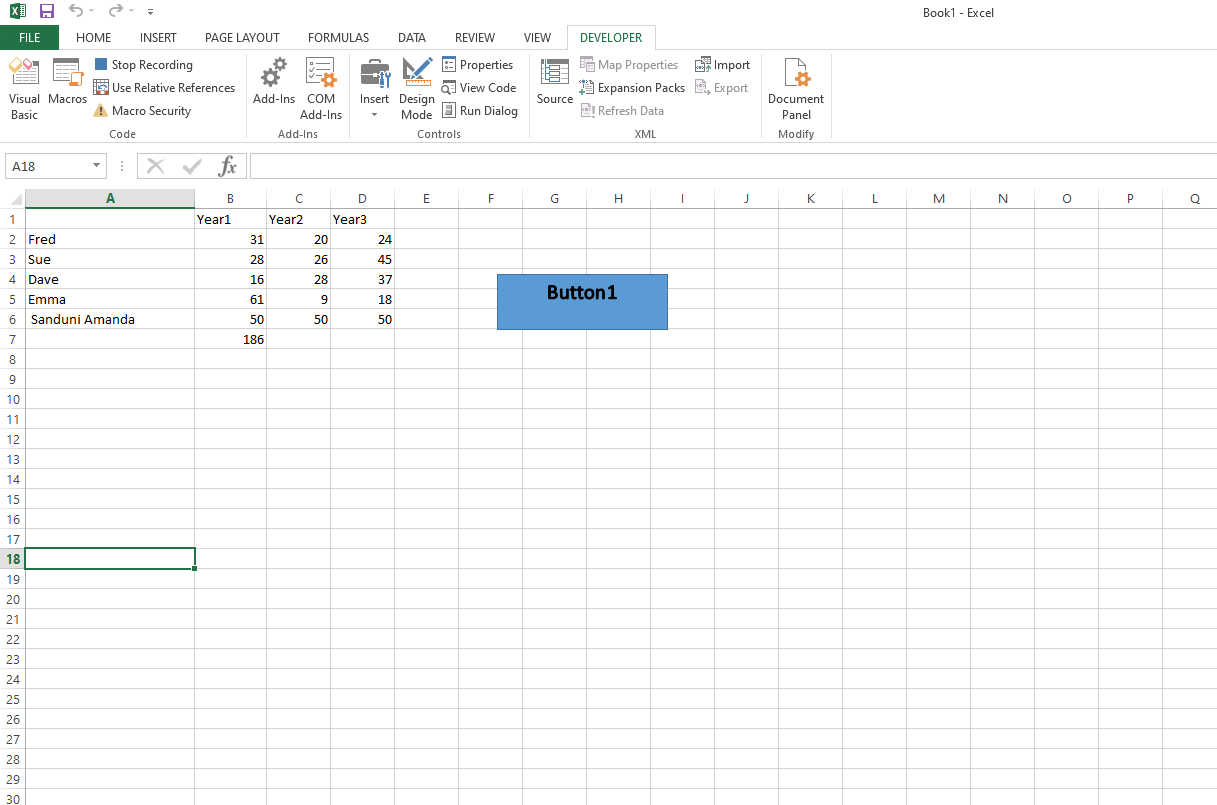 Book1 - Excel
FILE HOME INSERT PAGE LAYOUT FORMULAS DATA REVIEW VIEW DEVELOPER
Visual Basic
Macros
Stop Recording
Use Relative References
Macro Security
Code
Add-Ins
COM Add-Ins
Add-Ins
Insert
Design Mode
Properties
View Code
Run Dialog
Controls
Source
Map Properties
Expansion Packs
Refresh Data
Import
Export
XML
Document Panel
Modify
A18 fx
A B C D E F G H I J K L M N O P Q
1 Year1 Year2 Year3
2 Fred 31 20 24
3 Sue 28 26 45
4 Dave 16 28 37
Button1
5 Emma 61 9 18
6 Sanduni Amanda 50 50 50
7 186
8
9
10
11
12
13
14
15
16
17
18
19
20
21
22
23
24
25
26
27
28
29
30